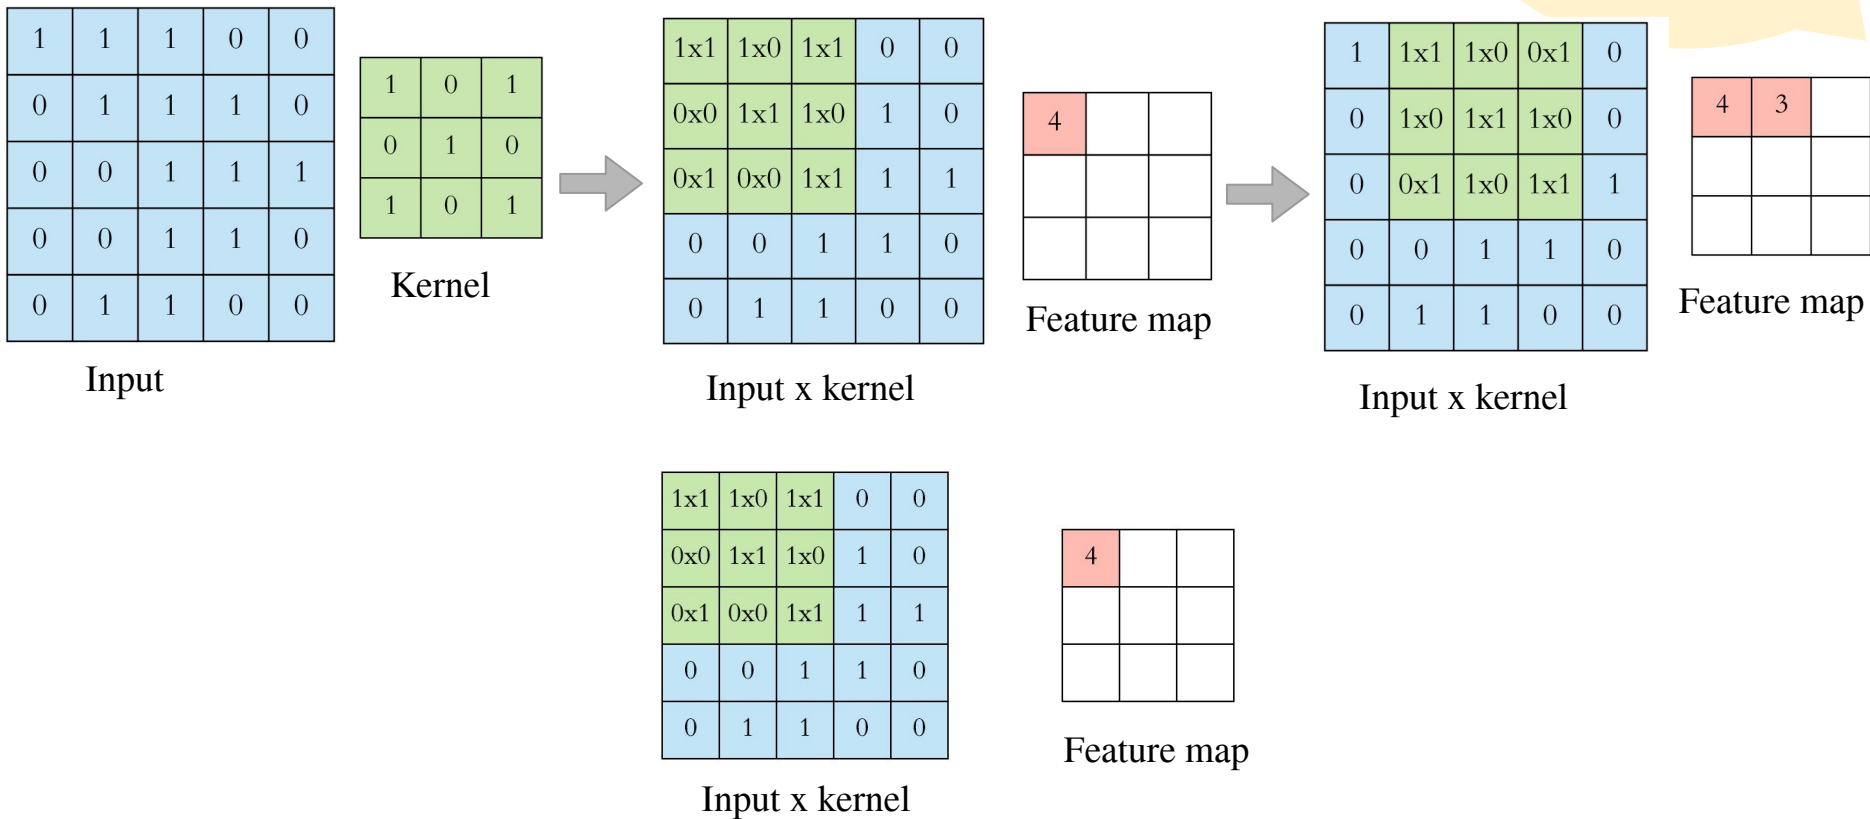 1 1 1 0 0
0 1 1 1 0
0 0 1 1 1
0 0 1 1 0
0 1 1 0 0
Input
1 0 1
0 1 0
1 0 1
Kernel
1x1 1x0 1x1 0 0
0x0 1x1 1x0 1 0
0x1 0x0 1x1 1 1
0 0 1 1 0
0 1 1 0 0
Input x kernel
4
Feature map
1 1x1 1x0 0x1 0
0 1x0 1x1 1x0 0
0 0x1 1x0 1x1 1
0 0 1 1 0
0 1 1 0 0
Input x kernel
4 3
Feature map
1x1 1x0 1x1 0 0
0x0 1x1 1x0 1 0
0x1 0x0 1x1 1 1
0 0 1 1 0
0 1 1 0 0
Input x kernel
4
Feature map